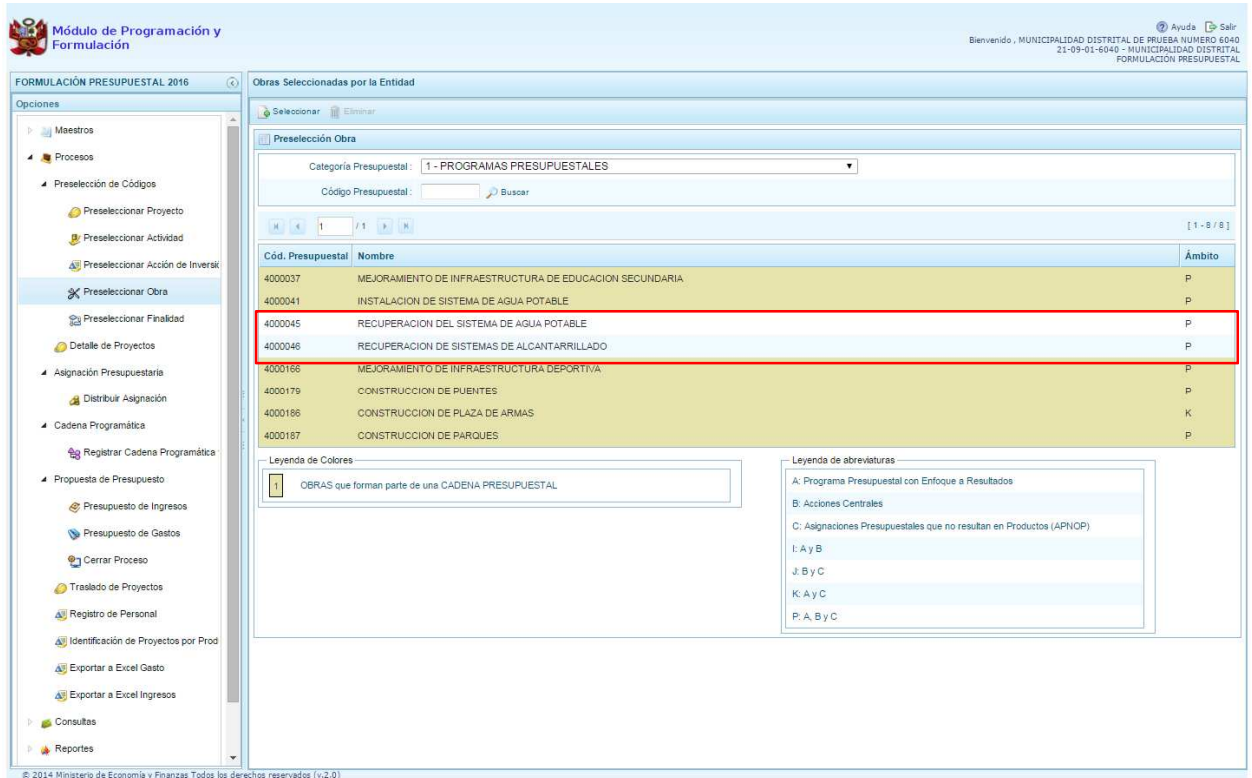 Módulo de Programación y
Formulación
Ayuda Salir
Bienvenido , MUNICIPALIDAD DISTRITAL DE PRUEBA NUMERO 6040
21-09-01-6040 - MUNICIPALIDAD DISTRITAL
FORMULACIÓN PRESUPUESTAL
FORMULACIÓN PRESUPUESTAL 2016
Opciones
Maestros
Procesos
Preselección de Códigos
Preseleccionar Proyecto
Preseleccionar Actividad
Preseleccionar Acción de Inversió
Preseleccionar Obra
Preseleccionar Finalidad
Detalle de Proyectos
Asignación Presupuestaria
Distribuir Asignación
Cadena Programática
Registrar Cadena Programática
Propuesta de Presupuesto
Presupuesto de Ingresos
Presupuesto de Gastos
Cerrar Proceso
Traslado de Proyectos
Registro de Personal
Identificación de Proyectos por Prod
Exportar a Excel Gasto
Exportar a Excel Ingresos
Consultas
Reportes
Obras Seleccionadas por la Entidad
Seleccionar Eliminar
Preselección Obra
Categoría Presupuestal : 1 - PROGRAMAS PRESUPUESTALES
Código Presupuestal : Buscar
1 / 1 [ 1 - 8 / 8 ]
Cód. Presupuestal Nombre Ámbito
4000037 MEJORAMIENTO DE INFRAESTRUCTURA DE EDUCACION SECUNDARIA P
4000041 INSTALACION DE SISTEMA DE AGUA POTABLE P
4000045 RECUPERACION DEL SISTEMA DE AGUA POTABLE P
4000046 RECUPERACION DE SISTEMAS DE ALCANTARRILLADO P
4000166 MEJORAMIENTO DE INFRAESTRUCTURA DEPORTIVA P
4000179 CONSTRUCCION DE PUENTES P
4000186 CONSTRUCCION DE PLAZA DE ARMAS K
4000187 CONSTRUCCION DE PARQUES P
Leyenda de Colores
1 OBRAS que forman parte de una CADENA PRESUPUESTAL
Leyenda de abreviaturas
A: Programa Presupuestal con Enfoque a Resultados
B: Acciones Centrales
C: Asignaciones Presupuestales que no resultan en Productos (APNOP)
I: A y B
J: B y C
K: A y C
P: A, B y C
© 2014 Ministerio de Economía y Finanzas Todos los derechos reservados (v.2.0)